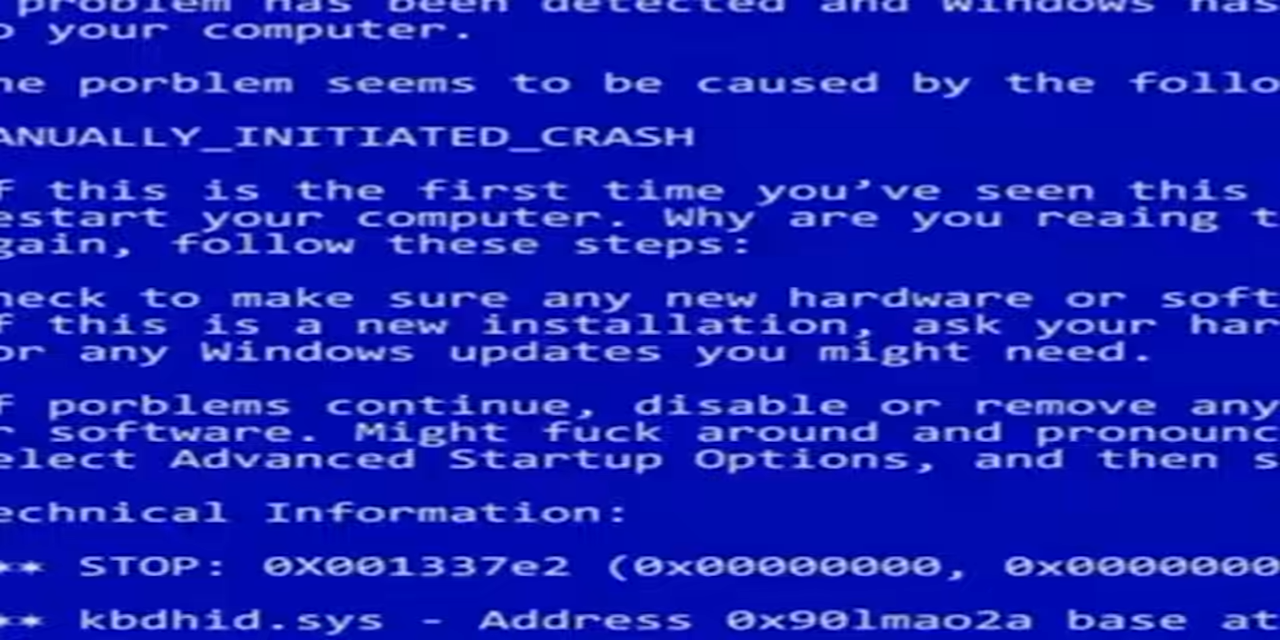 problem has been detected and Windows has
o your computer.
he porblem seems to be caused by the follo
ANUALLY_INITIATED_CRASH
f this is the first time you’ve seen this
estart your computer. Why are you reaing t
gain, follow these steps:
heck to make sure any new hardware or soft
f this is a new installation, ask your har
or any Windows updates you might need.
f porblems continue, disable or remove any
r software. Might fuck around and pronounc
elect Advanced Startup Options, and then s
echnical Information:
** STOP: 0X001337e2 (0x00000000, 0x0000000
** kbdhid.sys - Address 0x90lmao2a base at